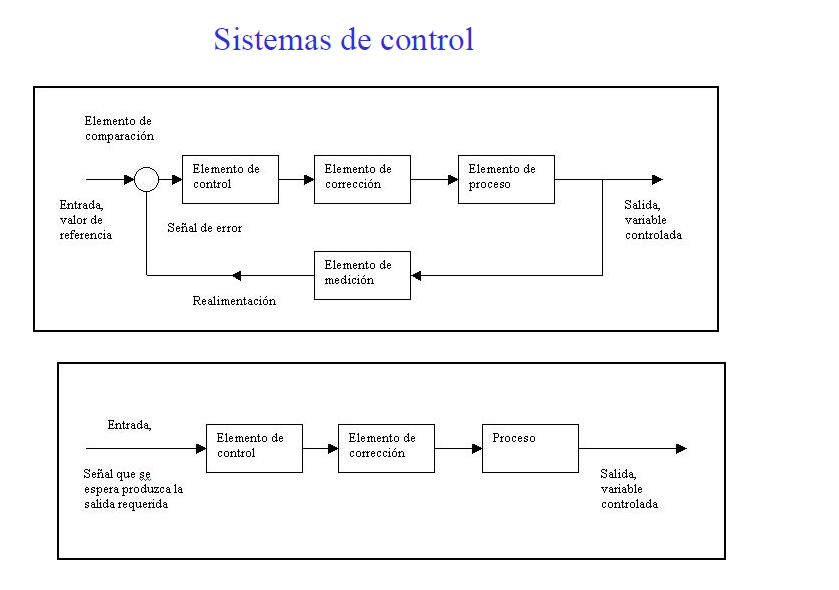 Sistemas de control
Elemento de
comparación
Elemento de
control
Elemento de
corrección
Elemento de
proceso
Entrada,
valor de
referencia
Señal de error
Salida,
variable
controlada
Elemento de
medición
Realimentación
Entrada,
Elemento de
control
Elemento de
corrección
Proceso
Señal que se
espera produzca la
salida requerida
Salida,
variable
controlada